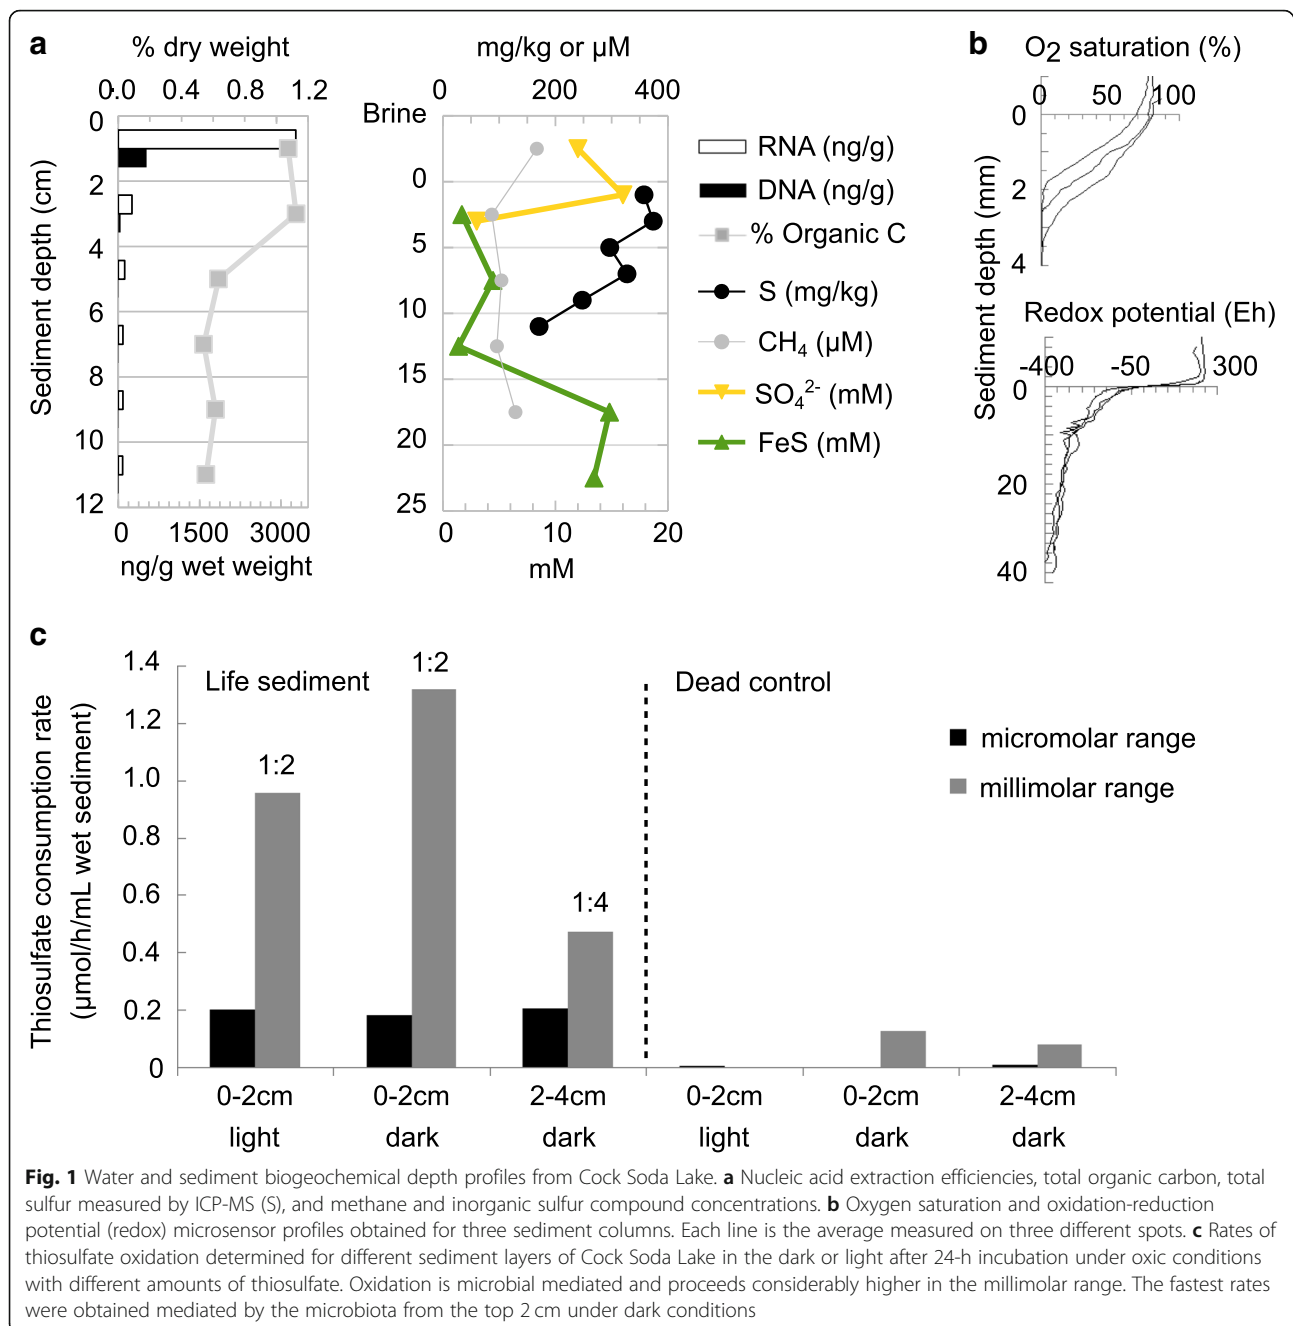 a
% dry weight
0.0 0.4 0.8 1.2
0
2
4
6
8
10
12
Sediment depth (cm)
0 1500 3000
ng/g wet weight
mg/kg or µM
0 200 400
Brine
0
5
10
15
20
25
0 10 20
mM
RNA (ng/g)
DNA (ng/g)
% Organic C
S (mg/kg)
CH4 (µM)
SO4 2- (mM)
FeS (mM)
b
O2 saturation (%)
0 50 100
0
2
4
Sediment depth (mm)
Redox potential (Eh)
-400 -50 300
0
20
40
c
Thiosulfate consumption rate
(µmol/h/mL wet sediment)
1.4
1.2
1.0
0.8
0.6
0.4
0.2
0
Life sediment
Dead control
1:2
1:2
1:4
micromolar range
millimolar range
0-2cm 0-2cm 2-4cm 0-2cm 0-2cm 2-4cm
light dark dark light dark dark
Fig. 1 Water and sediment biogeochemical depth profiles from Cock Soda Lake. a Nucleic acid extraction efficiencies, total organic carbon, total
sulfur measured by ICP-MS (S), and methane and inorganic sulfur compound concentrations. b Oxygen saturation and oxidation-reduction
potential (redox) microsensor profiles obtained for three sediment columns. Each line is the average measured on three different spots. c Rates of
thiosulfate oxidation determined for different sediment layers of Cock Soda Lake in the dark or light after 24-h incubation under oxic conditions
with different amounts of thiosulfate. Oxidation is microbial mediated and proceeds considerably higher in the millimolar range. The fastest rates
were obtained mediated by the microbiota from the top 2 cm under dark conditions